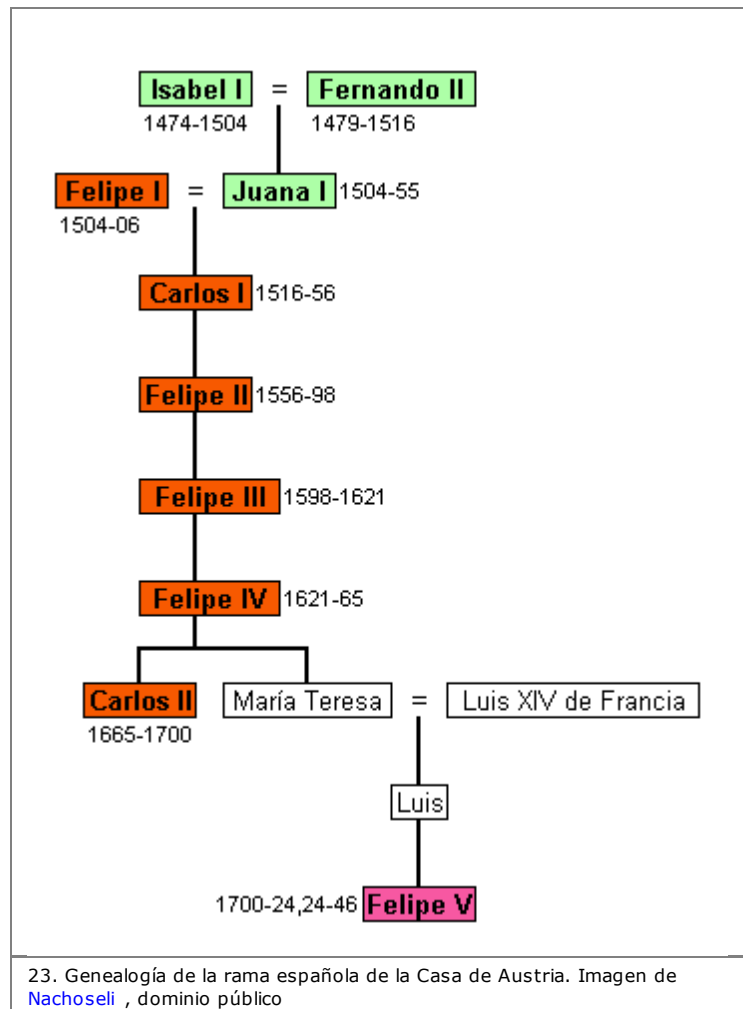 Isabel I = Fernando II
1474-1504 1479-1516
Felipe I = Juana I 1504-55
1504-06
Carlos I 1516-56
Felipe II 1556-98
Felipe III 1598-1621
Felipe IV 1621-65
Carlos II María Teresa = Luis XIV de Francia
1665-1700
Luis
1700-24,24-46 Felipe V
23. Genealogía de la rama española de la Casa de Austria. Imagen de
Nachoseli , dominio público